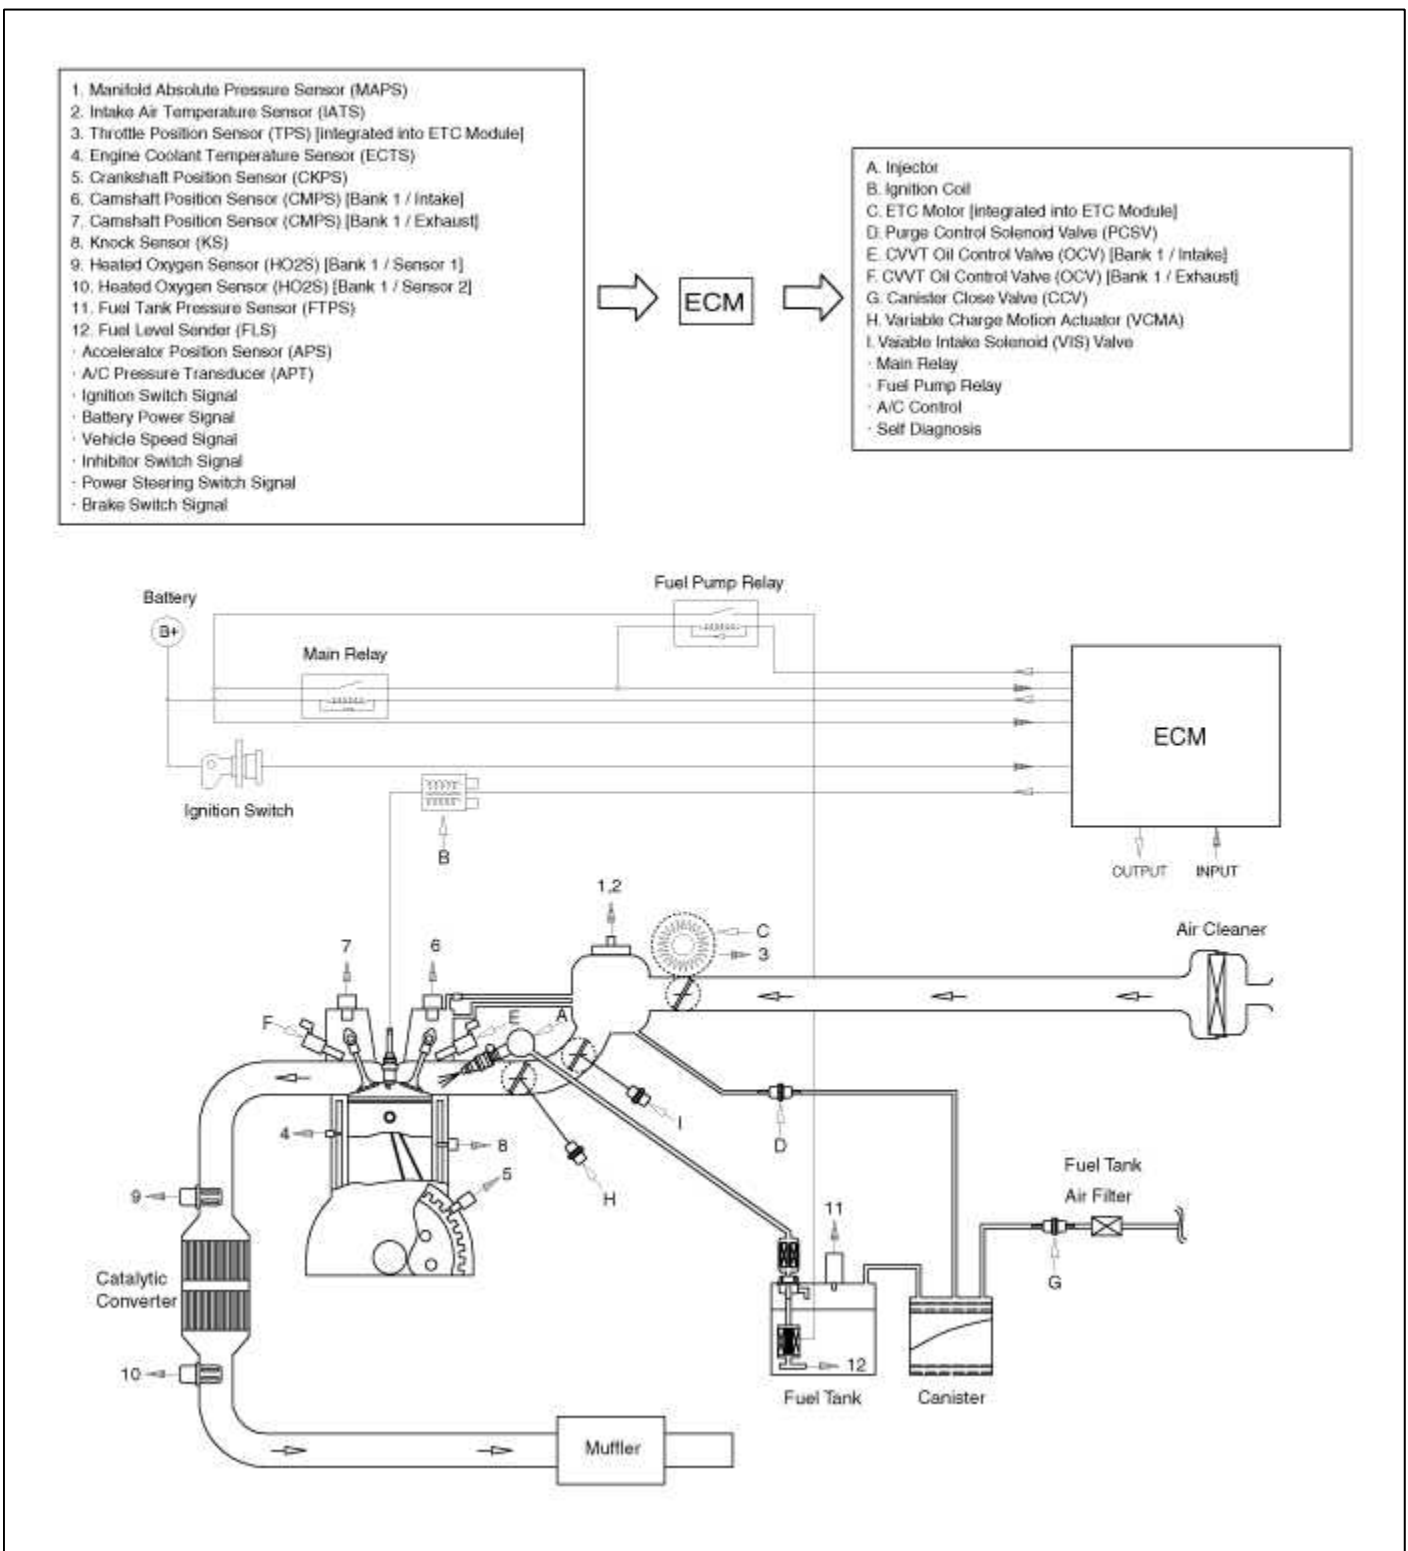 1. Manifold Absolute Pressure Sensor (MAPS)
2. Intake Air Temperature Sensor (IATS)
3. Throttle Position Sensor (TPS) [integrated into ETC Module]
4. Engine Coolant Temperature Sensor (ECTS)
5. Crankshaft Position Sensor (CKPS)
6. Camshaft Position Sensor (CMPS) [Bank 1 / Intake]
7. Camshaft Position Sensor (CMPS) [Bank 1 / Exhaust]
8. Knock Sensor (KS)
9. Heated Oxygen Sensor (HO2S) [Bank 1 / Sensor 1]
10. Heated Oxygen Sensor (HO2S) [Bank 1 / Sensor 2]
11. Fuel Tank Pressure Sensor (FTPS)
12. Fuel Level Sender (FLS)
· Accelerator Position Sensor (APS)
· A/C Pressure Transducer (APT)
· Ignition Switch Signal
· Battery Power Signal
· Vehicle Speed Signal
· Inhibitor Switch Signal
· Power Steering Switch Signal
· Brake Switch Signal
ECM
A. Injector
B. Ignition Coil
C. ETC Motor [integrated into ETC Module]
D. Purge Control Solenoid Valve (PCSV)
E. CVVT Oil Control Valve (OCV) [Bank 1 / Intake]
F. CVVT Oil Control Valve (OCV) [Bank 1 / Exhaust]
G. Canister Close Valve (CCV)
H. Variable Charge Motion Actuator (VCMA)
I. Vaiable Intake Solenoid (VIS) Valve
· Main Relay
· Fuel Pump Relay
· A/C Control
· Self Diagnosis
Fuel Pump Relay
Battery
B+
Main Relay
ECM
Ignition Switch
B
OUTPUT INPUT
1,2
C
3
Air Cleaner
7
6
F
E
A
I
D
4
8
5
H
9
Fuel Tank
Air Filter
11
G
Catalytic
Converter
10
12
Fuel Tank
Canister
Muffler